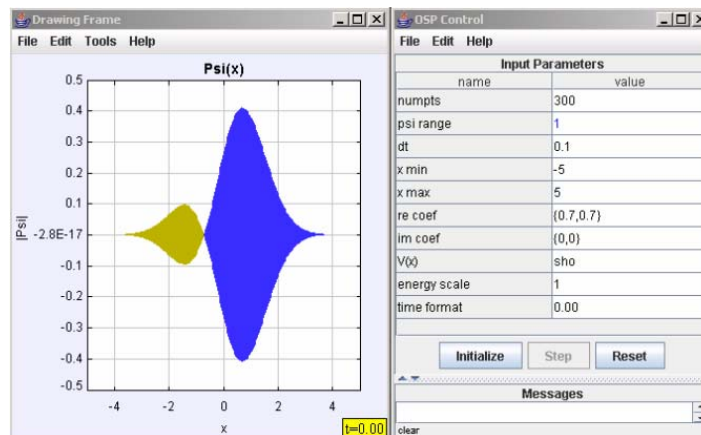 Drawing Frame
File Edit Tools Help
Psi(x)
0.5
0.4
0.3
0.2
0.1
-2.8E-17
-0.1
-0.2
-0.3
-0.4
-0.5
|Psi|
-4 -2 0 2 4
x
t=0.00
OSP Control
File Edit Help
Input Parameters
name value
numpts 300
psi range 1
dt 0.1
x min -5
x max 5
re coef {0.7,0.7}
im coef {0,0}
V(x) sho
energy scale 1
time format 0.00
Initialize Step Reset
Messages
clear